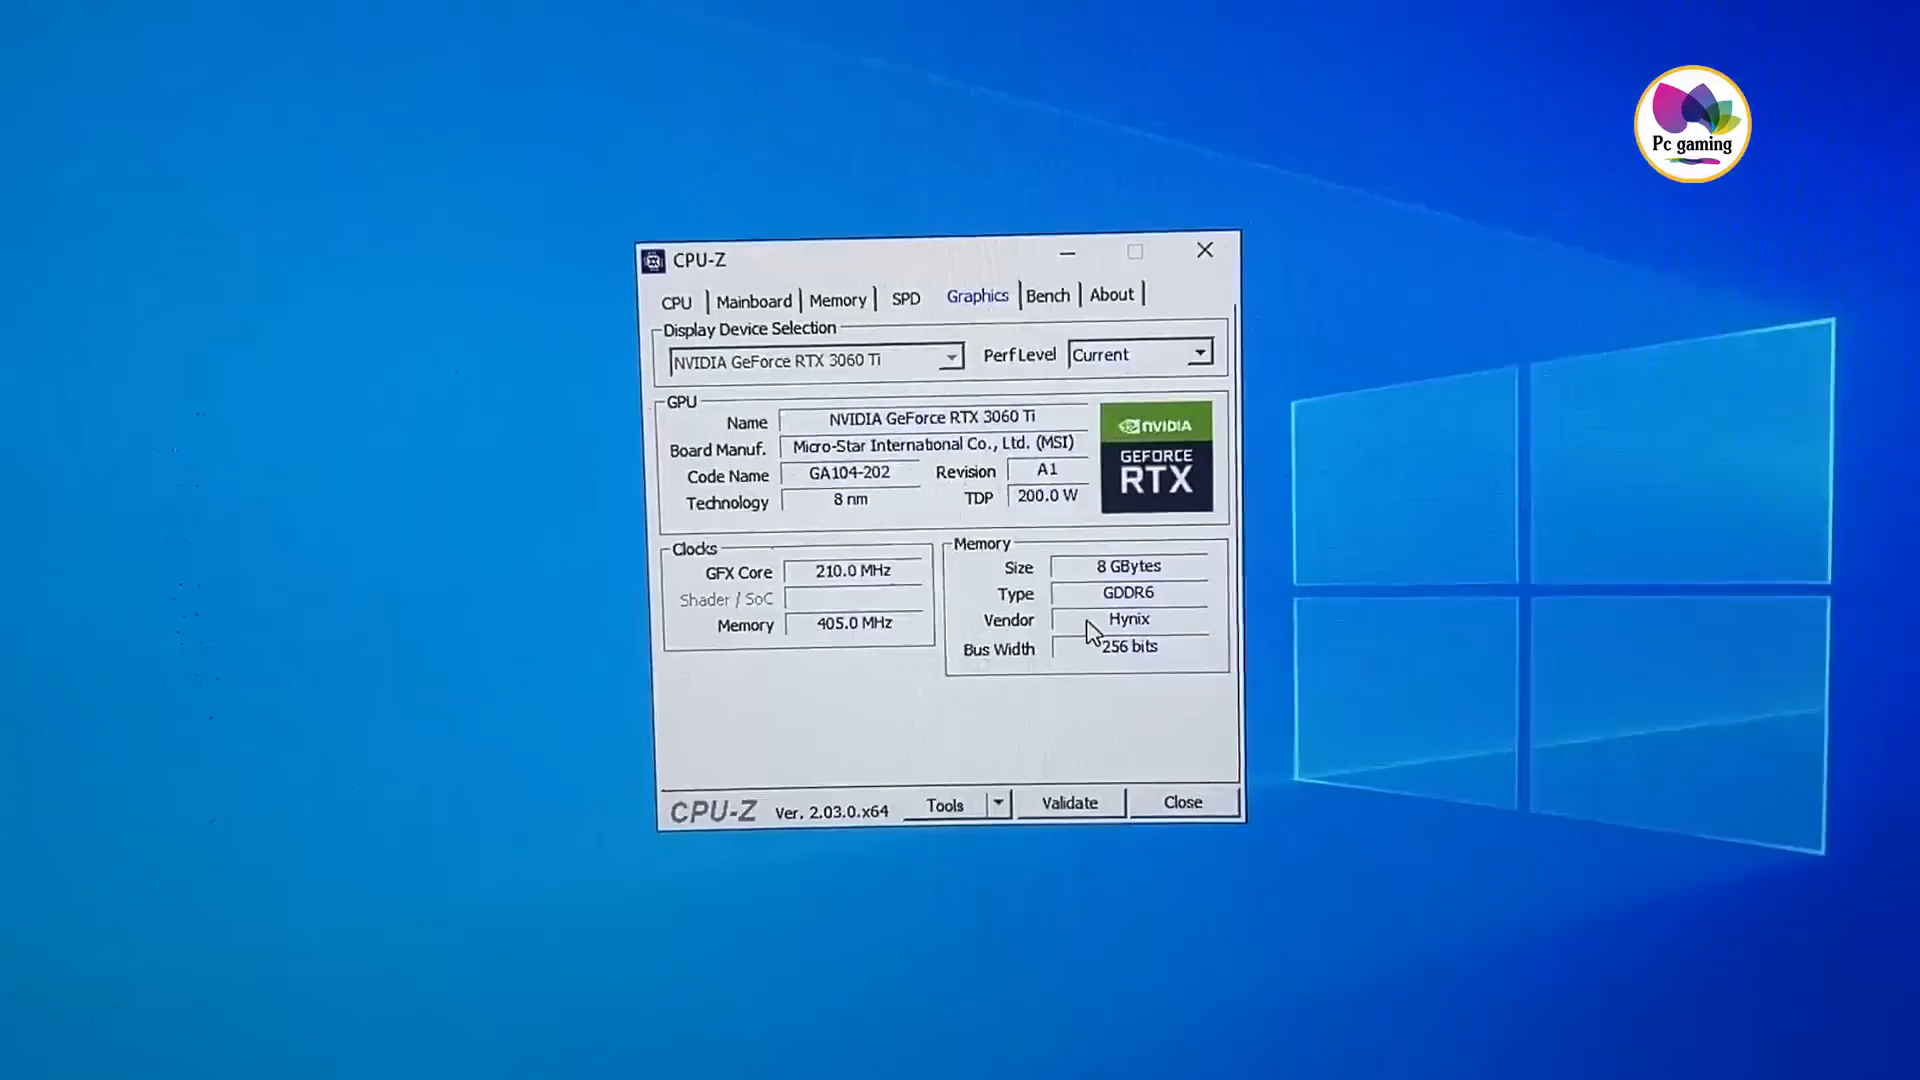 Pc gaming
CPU-Z
CPU Mainboard Memory SPD Graphics Bench About
Display Device Selection
NVIDIA GeForce RTX 3060 Ti Perf Level Current
GPU
Name NVIDIA GeForce RTX 3060 Ti
Board Manuf. Micro-Star International Co., Ltd. (MSI)
Code Name GA104-202 Revision A1
Technology 8 nm TDP 200.0 W
NVIDIA
GEFORCE
RTX
Clocks
GFX Core 210.0 MHz
Shader / SoC
Memory 405.0 MHz
Memory
Size 8 GBytes
Type GDDR6
Vendor Hynix
Bus Width 256 bits
CPU-Z Ver. 2.03.0.x64 Tools Validate Close